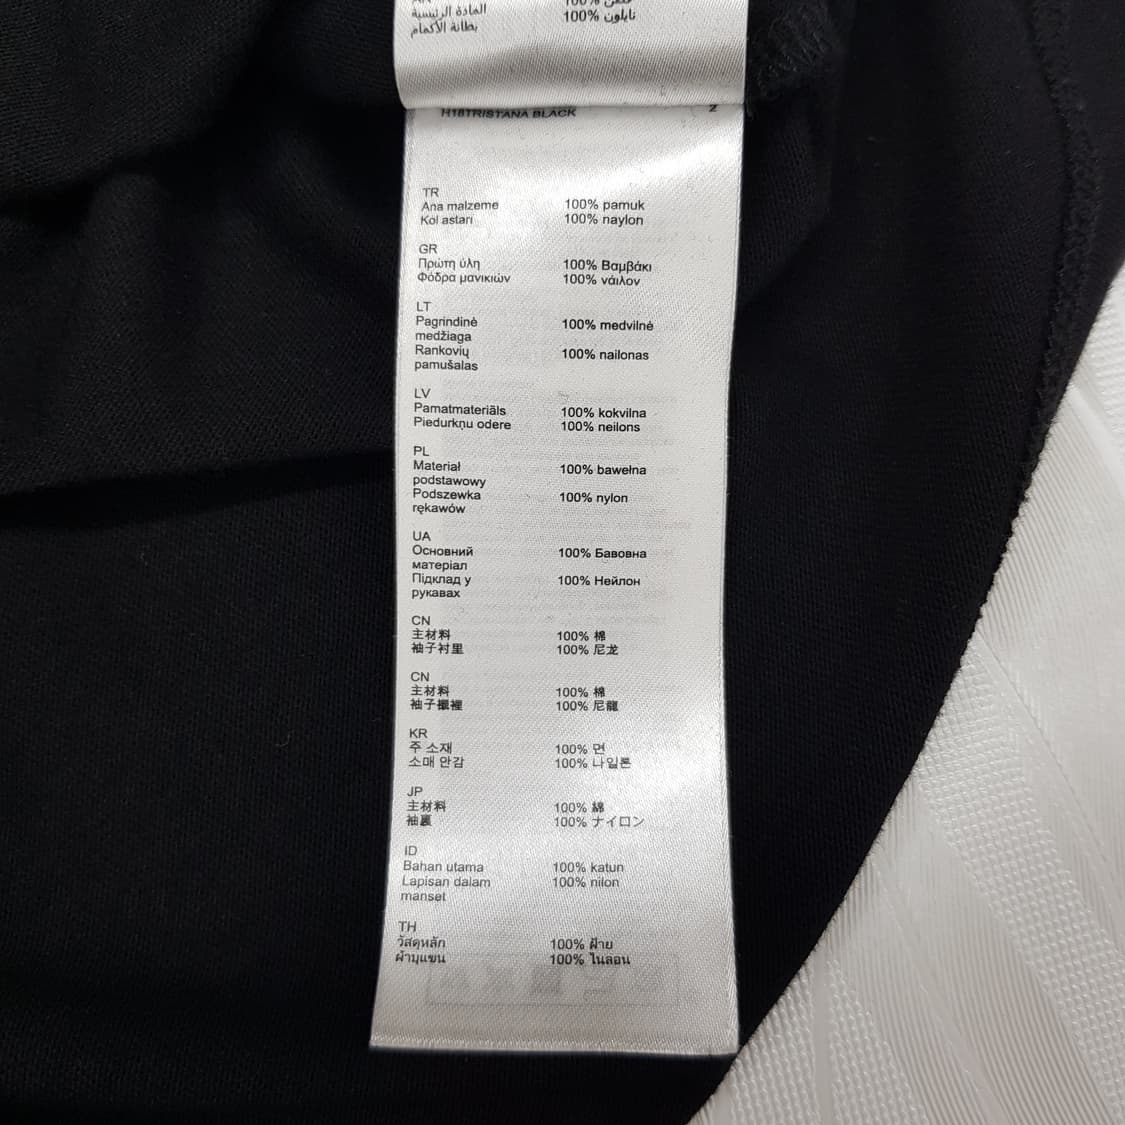 المادة الرئيسية 100% قطن
بطانة الأكمام 100% نايلون
H18TRISTANA BLACK 2
TR
Ana malzeme 100% pamuk
Kol astarı 100% naylon
GR
Πρώτη ύλη 100% Βαμβάκι
Φόδρα μανικιών 100% νάιλον
LT
Pagrindinė
medžiaga 100% medvilnė
Rankovių
pamušalas 100% nailonas
LV
Pamatmateriāls 100% kokvilna
Piedurkņu odere 100% neilons
PL
Materiał
podstawowy 100% bawełna
Podszewka
rękawów 100% nylon
UA
Основний
матеріал 100% Бавовна
Підклад у
рукавах 100% Нейлон
CN
主材料 100% 棉
袖子衬里 100% 尼龙
CN
主材料 100% 棉
袖子襯裡 100% 尼龍
KR
주 소재 100% 면
소매 안감 100% 나일론
JP
主材料 100% 綿
袖裏 100% ナイロン
ID
Bahan utama 100% katun
Lapisan dalam 100% nilon
manset
TH
วัสดุหลัก 100% ฝ้าย
ผ้าบุแขน 100% ไนลอน